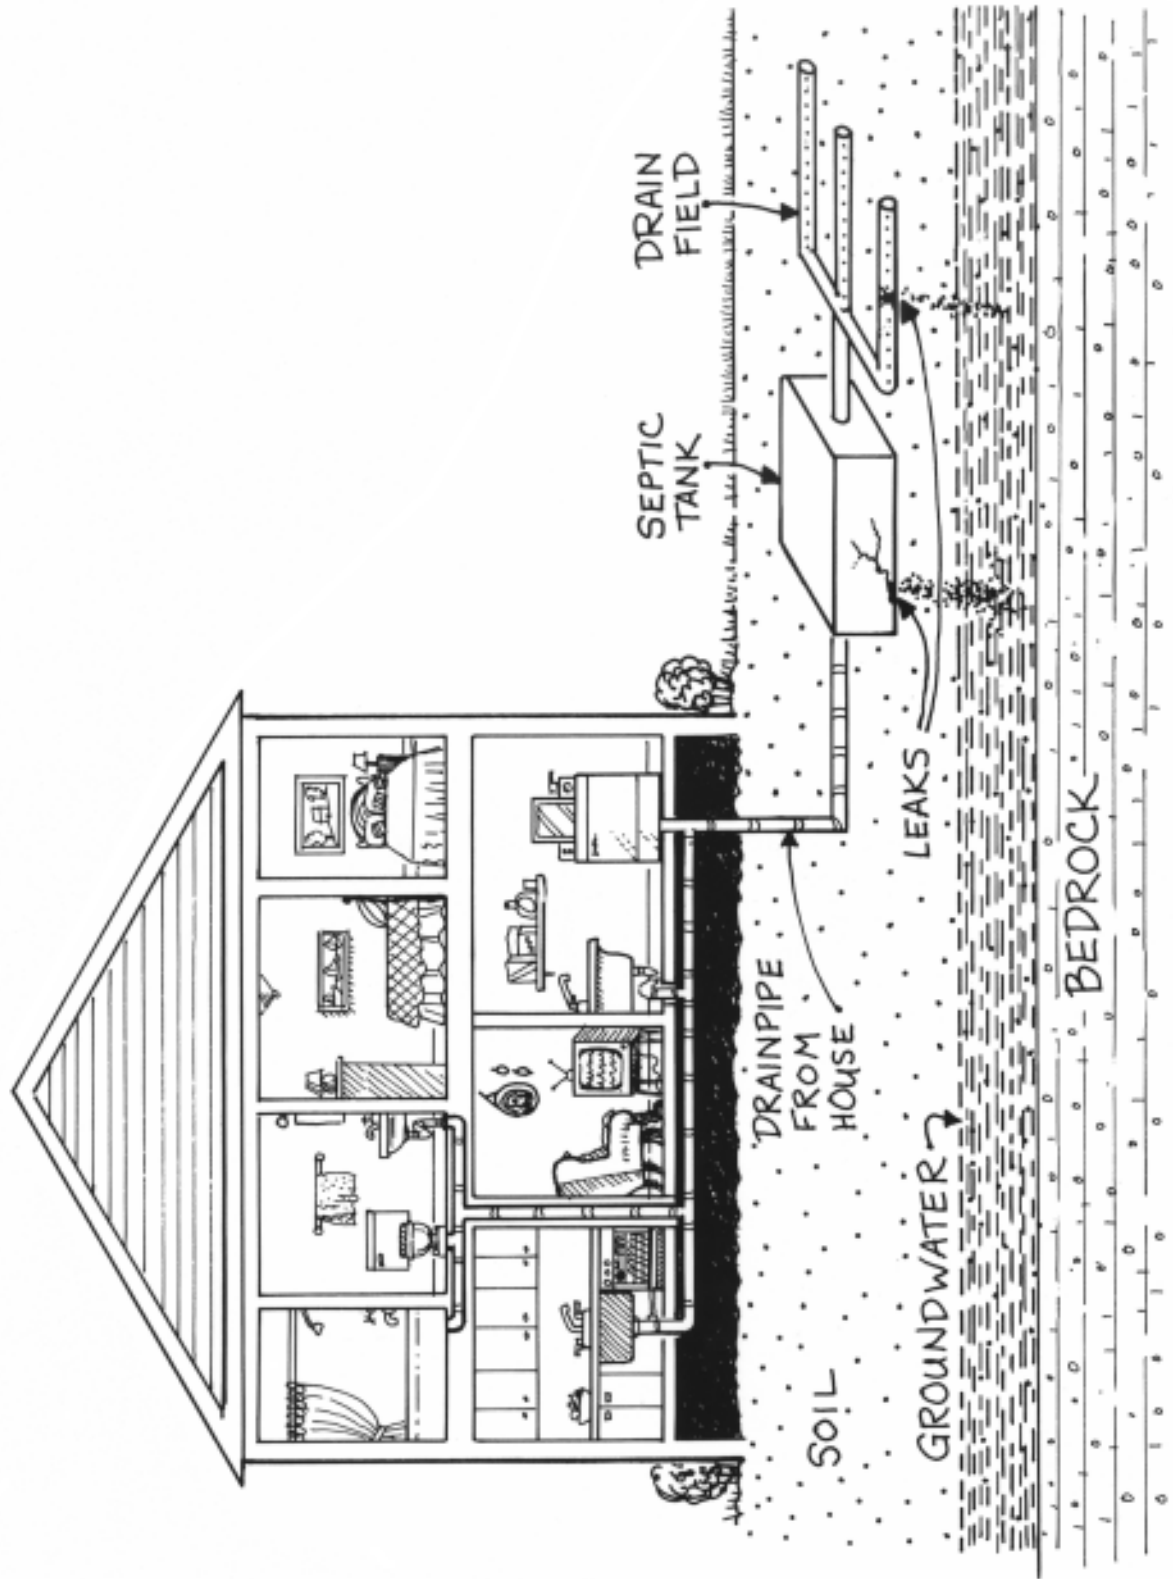 DRAIN
FIELD
SEPTIC
TANK
LEAKS
BEDROCK
DRAINPIPE
FROM
HOUSE
GROUNDWATER
SOIL